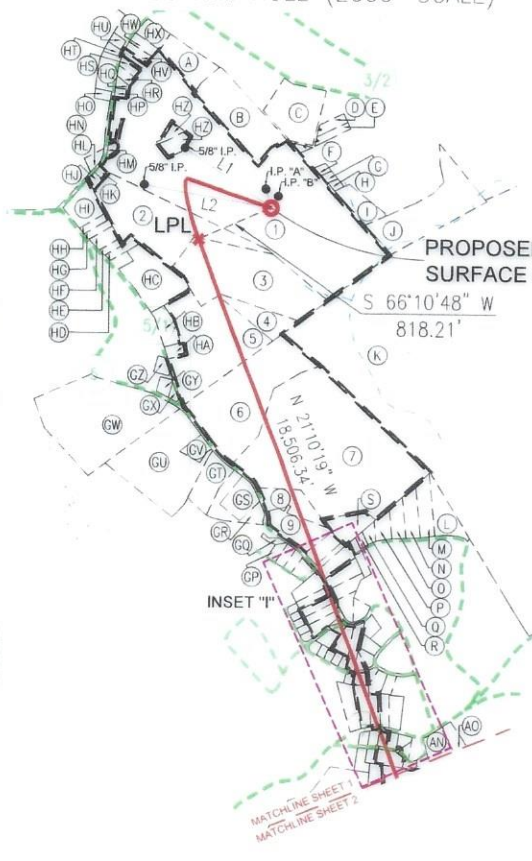 (2000' SCALE)
HU
HW
HX
HT
A
HS
HQ
HV
3/2
HR
B
HO
HP
C
D
E
HN
HZ
HZ
HL
5/8" I.P.
L1
F
HM
5/8" I.P.
G
HJ
I.P. "A"
H
HK
I.P. "B"
HI
2
L2
1
I
J
LPL
PROPOSE
SURFACE
HH
HG
HC
3
S 66°10'48" W
818.21'
HF
HE
HB
4
HD
HA
5
K
GZ
GY
GX
6
GW
N 21°10'19" W
18,506.34'
GV
7
GU
GT
GS
8
S
L
GR
9
M
GQ
N
GP
O
P
INSET "I"
Q
R
AN
AO
MATCHLINE SHEET 1
MATCHLINE SHEET 2